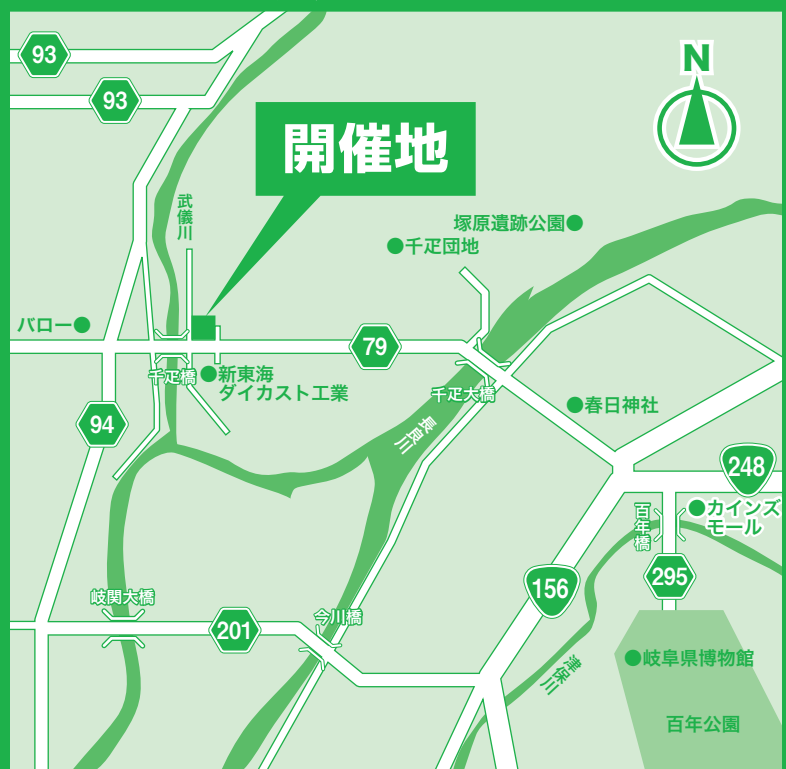 93
N
93
開催地
武儀川
塚原遺跡公園
千疋団地
バロー
79
千疋橋
新東海
ダイカスト工業
千疋大橋
春日神社
94
長良川
248
カインズ
モール
百年橋
156
295
岐関大橋
201
今川橋
津保川
岐阜県博物館
百年公園